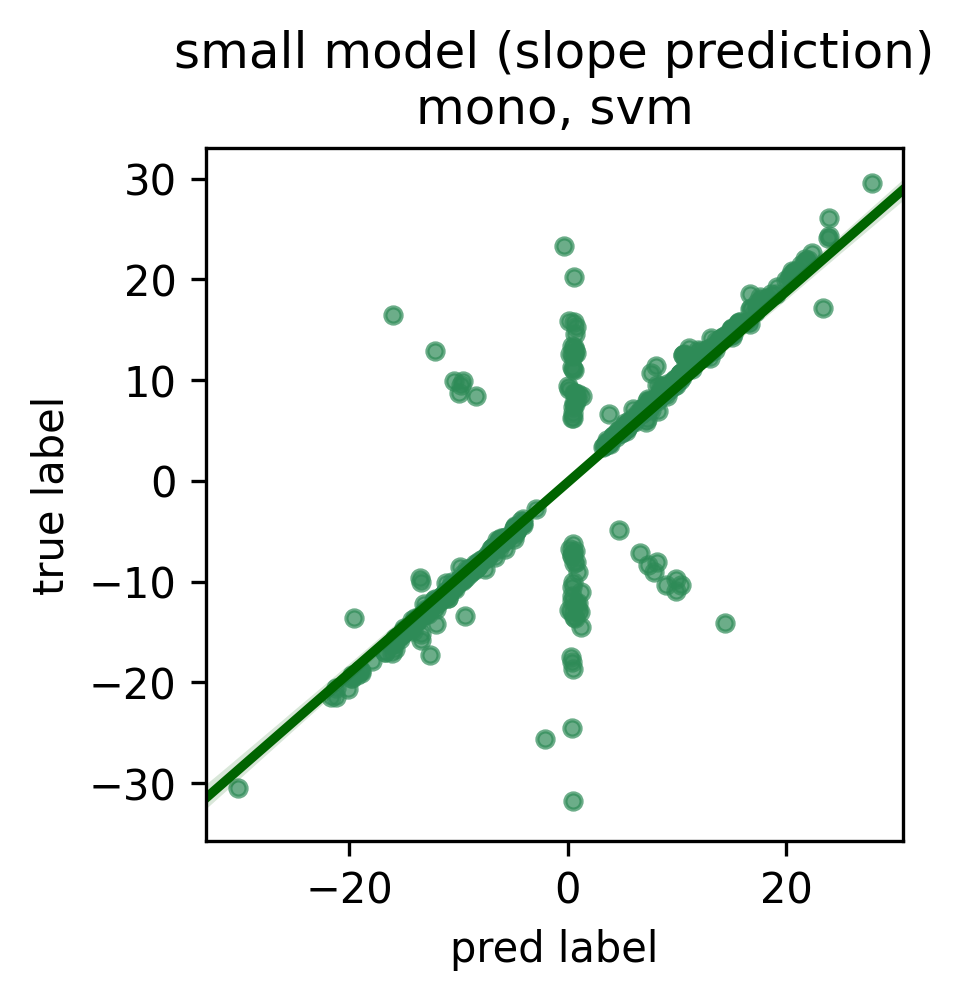 small model (slope prediction)
mono, svm
30
20
10
0
−10
−20
−30
true label
−20 0 20
pred label